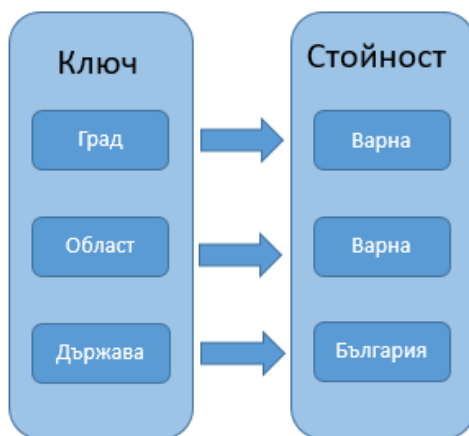 Ключ
Стойност
Град
Варна
Област
Варна
Държава
България